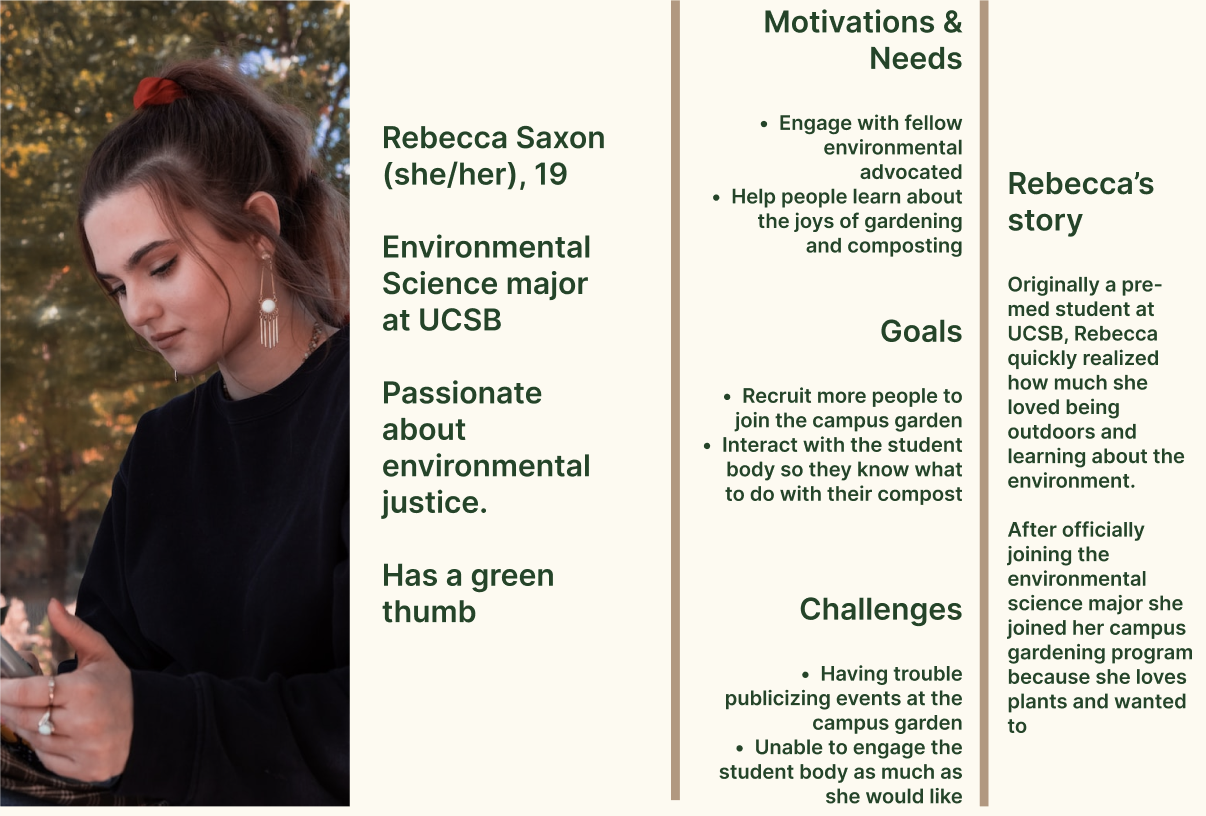 Rebecca Saxon
(she/her), 19
Environmental
Science major
at UCSB
Passionate
about
environmental
justice.
Has a green
thumb
Motivations &
Needs
• Engage with fellow
environmental
advocated
• Help people learn about
the joys of gardening
and composting
Goals
• Recruit more people to
join the campus garden
• Interact with the student
body so they know what
to do with their compost
Challenges
• Having trouble
publicizing events at the
campus garden
• Unable to engage the
student body as much as
she would like
Rebecca’s
story
Originally a pre-
med student at
UCSB, Rebecca
quickly realized
how much she
loved being
outdoors and
learning about the
environment.
After officially
joining the
environmental
science major she
joined her campus
gardening program
because she loves
plants and wanted
to